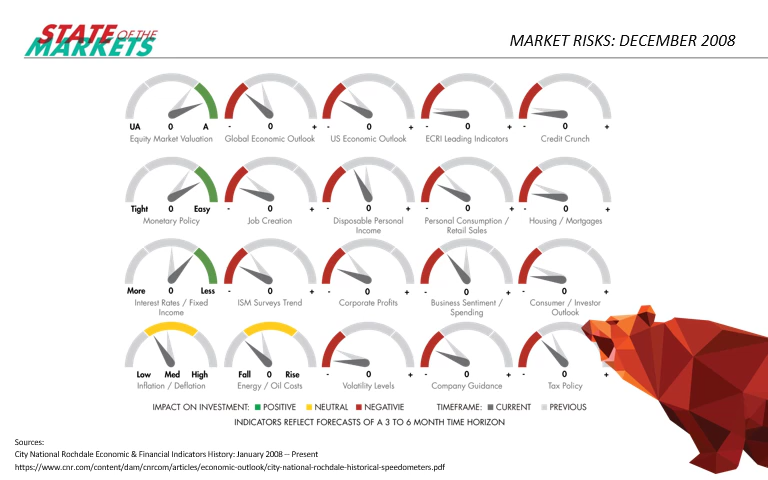 STATE OF THE
MARKETS
MARKET RISKS: DECEMBER 2008
UA 0 A - 0 + - 0 + - 0 + - 0 +
Equity Market Valuation Global Economic Outlook US Economic Outlook ECRI Leading Indicators Credit Crunch
Tight 0 Easy - 0 + - 0 + - 0 + - 0 +
Monetary Policy Job Creation Disposable Personal Personal Consumption / Housing / Mortgages
Income Retail Sales
More 0 Less - 0 + - 0 + - 0 + - 0 +
Interest Rates / Fixed ISM Surveys Trend Corporate Profits Business Sentiment / Consumer / Investor
Income Spending Outlook
Low Med High Fall 0 Rise - 0 + - 0 + - 0 +
Inflation / Deflation Energy / Oil Costs Volatility Levels Company Guidance Tax Policy
IMPACT ON INVESTMENT: POSITIVE NEUTRAL NEGATIVIE TIMEFRAME: CURRENT PREVIOUS
INDICATORS REFLECT FORECASTS OF A 3 TO 6 MONTH TIME HORIZON
Sources:
City National Rochdale Economic & Financial Indicators History: January 2008 – Present
https://www.cnr.com/content/dam/cnrcom/articles/economic-outlook/city-national-rochdale-historical-speedometers.pdf